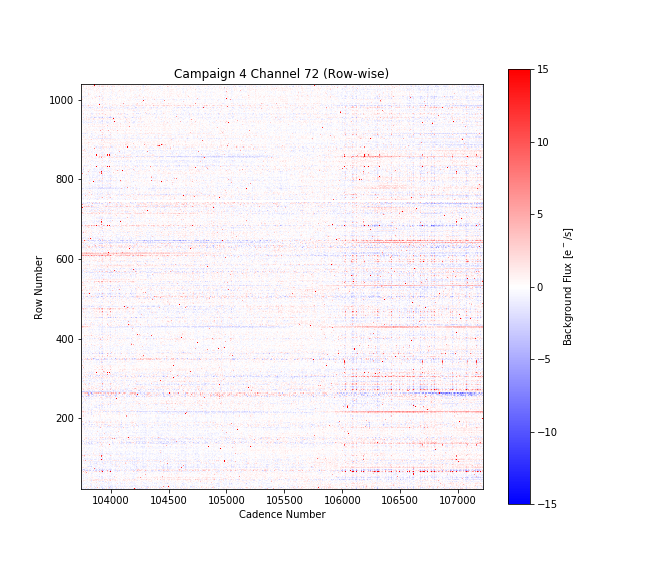 Campaign 4 Channel 72 (Row-wise)
1000
800
600
400
200
Row Number
104000 104500 105000 105500 106000 106500 107000
Cadence Number
15
10
5
0
−5
−10
−15
Background Flux [e⁻/s]